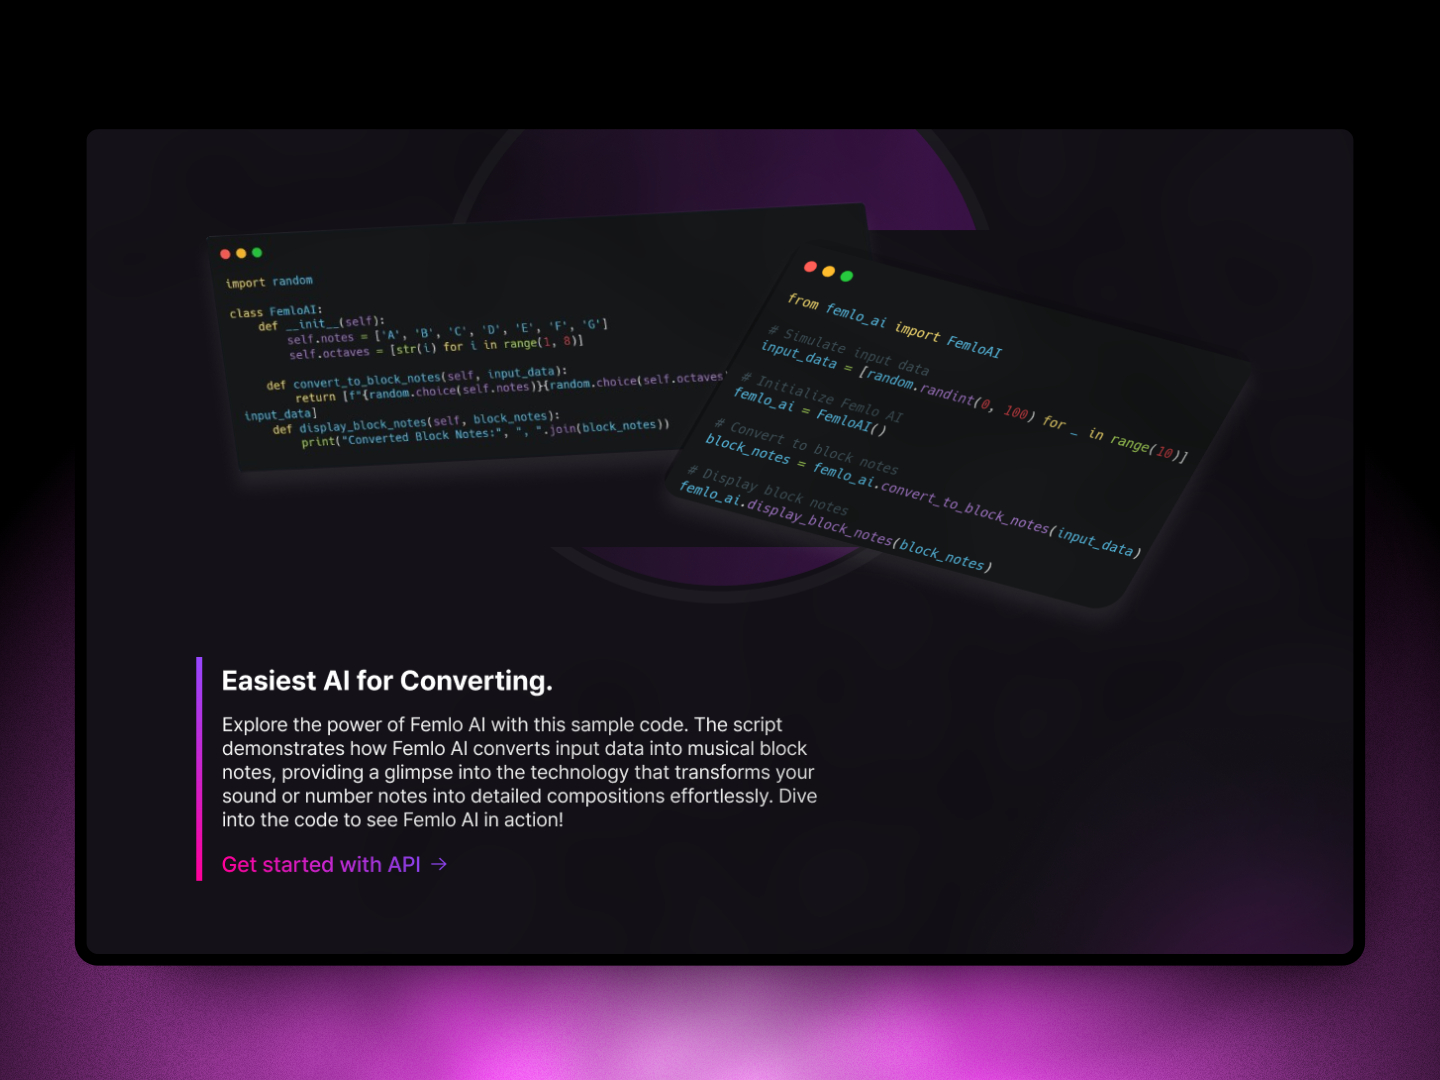 import random
class FemloAI:
def __init__(self):
self.notes = ['A', 'B', 'C', 'D', 'E', 'F', 'G']
self.octaves = [str(i) for i in range(1, 8)]
def convert_to_block_notes(self, input_data):
return [f"{random.choice(self.notes)}{random.choice(self.octaves
input_data]
def display_block_notes(self, block_notes):
print("Converted Block Notes:", ", ".join(block_notes))
from femlo_ai import FemloAI
# Simulate input data
input_data = [random.randint(0, 100) for _ in range(10)]
# Initialize Femlo AI
femlo_ai = FemloAI()
# Convert to block notes
block_notes = femlo_ai.convert_to_block_notes(input_data)
# Display block notes
femlo_ai.display_block_notes(block_notes)
Easiest AI for Converting.
Explore the power of Femlo AI with this sample code. The script
demonstrates how Femlo AI converts input data into musical block
notes, providing a glimpse into the technology that transforms your
sound or number notes into detailed compositions effortlessly. Dive
into the code to see Femlo AI in action!
Get started with API →